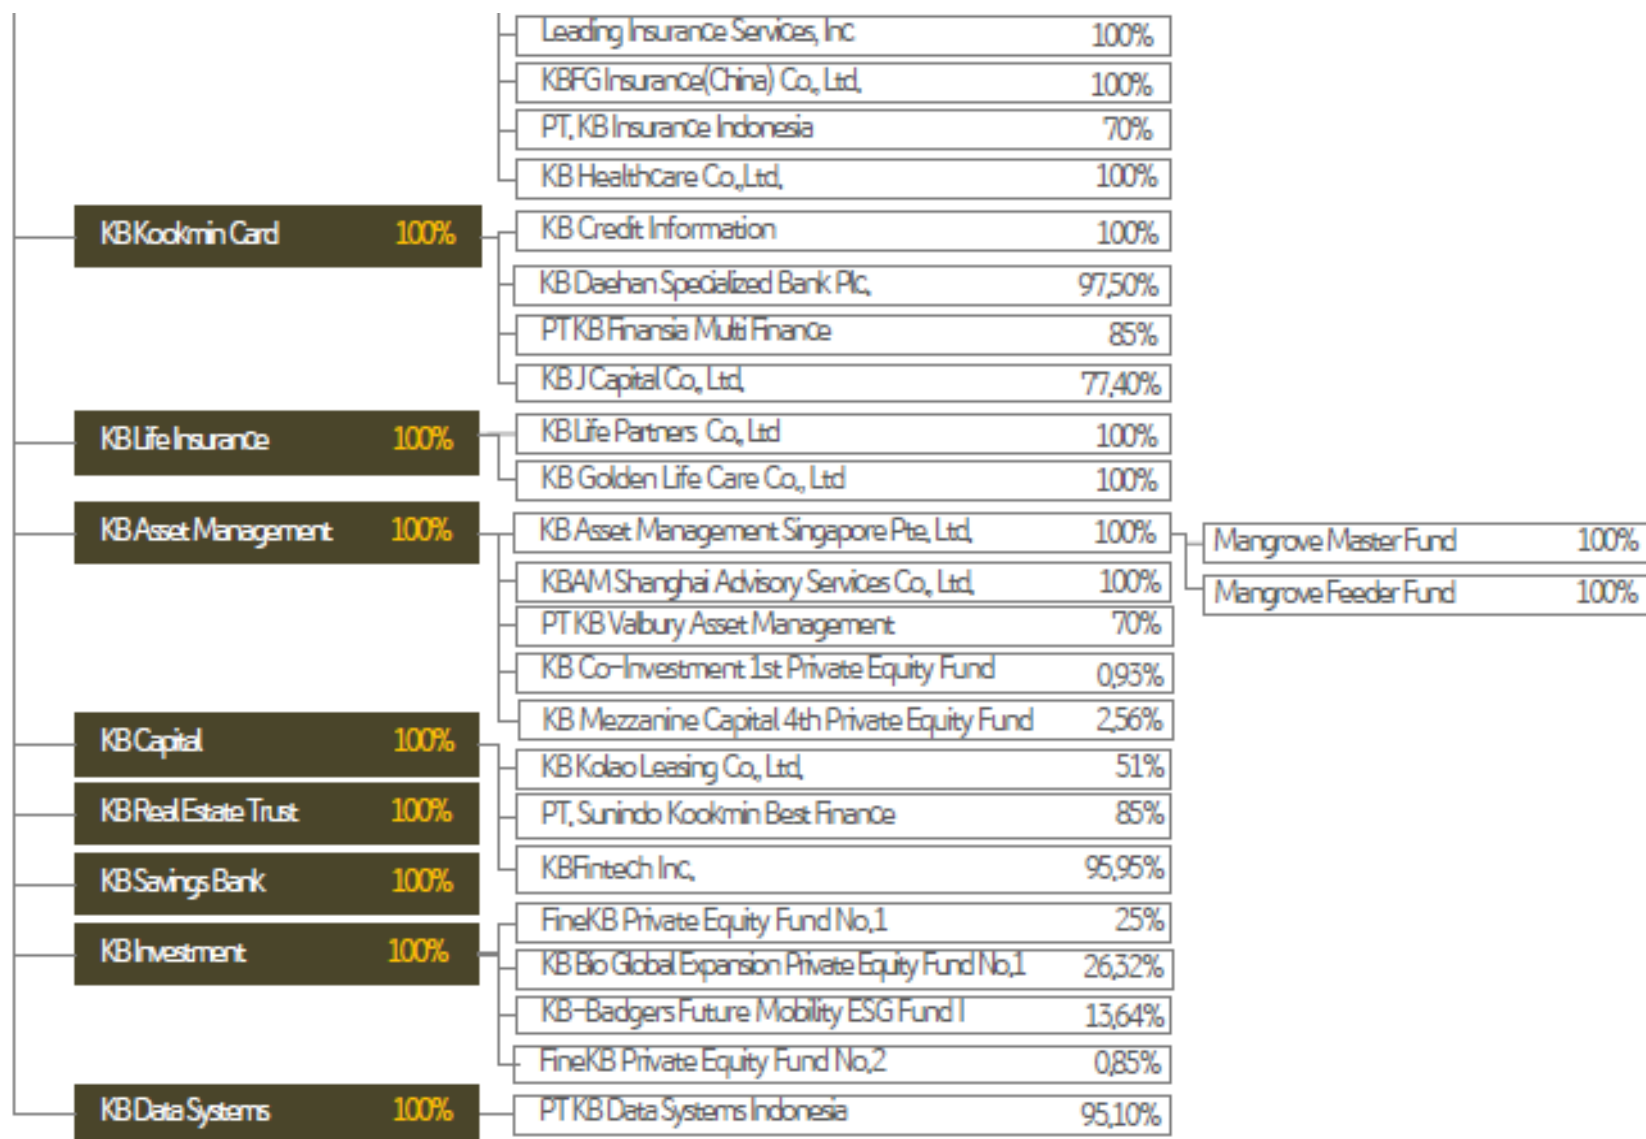 Leading Insurance Services, Inc 100%
KBFG Insurance(China) Co., Ltd. 100%
PT. KB Insurance Indonesia 70%
KB Healthcare Co.,Ltd. 100%
KB Kookmin Card 100%
KB Credit Information 100%
KB Daehan Specialized Bank Plc. 97.50%
PT KB Finansia Multi Finance 85%
KB J Capital Co., Ltd. 77.40%
KB Life Insurance 100%
KB Life Partners Co., Ltd 100%
KB Golden Life Care Co., Ltd 100%
KB Asset Management 100%
KB Asset Management Singapore Pte. Ltd. 100%
Mangrove Master Fund 100%
Mangrove Feeder Fund 100%
KBAM Shanghai Advisory Services Co., Ltd. 100%
PT KB Valbury Asset Management 70%
KB Co-Investment 1st Private Equity Fund 0.93%
KB Mezzanine Capital 4th Private Equity Fund 2.56%
KB Capital 100%
KB Kolao Leasing Co., Ltd. 51%
PT. Sunindo Kookmin Best Finance 85%
KBFintech Inc. 95.95%
KB Real Estate Trust 100%
KB Savings Bank 100%
KB Investment 100%
FineKB Private Equity Fund No.1 25%
KB Bio Global Expansion Private Equity Fund No.1 26.32%
KB-Badgers Future Mobility ESG Fund I 13.64%
FineKB Private Equity Fund No.2 0.85%
KB Data Systems 100%
PT KB Data Systems Indonesia 95.10%